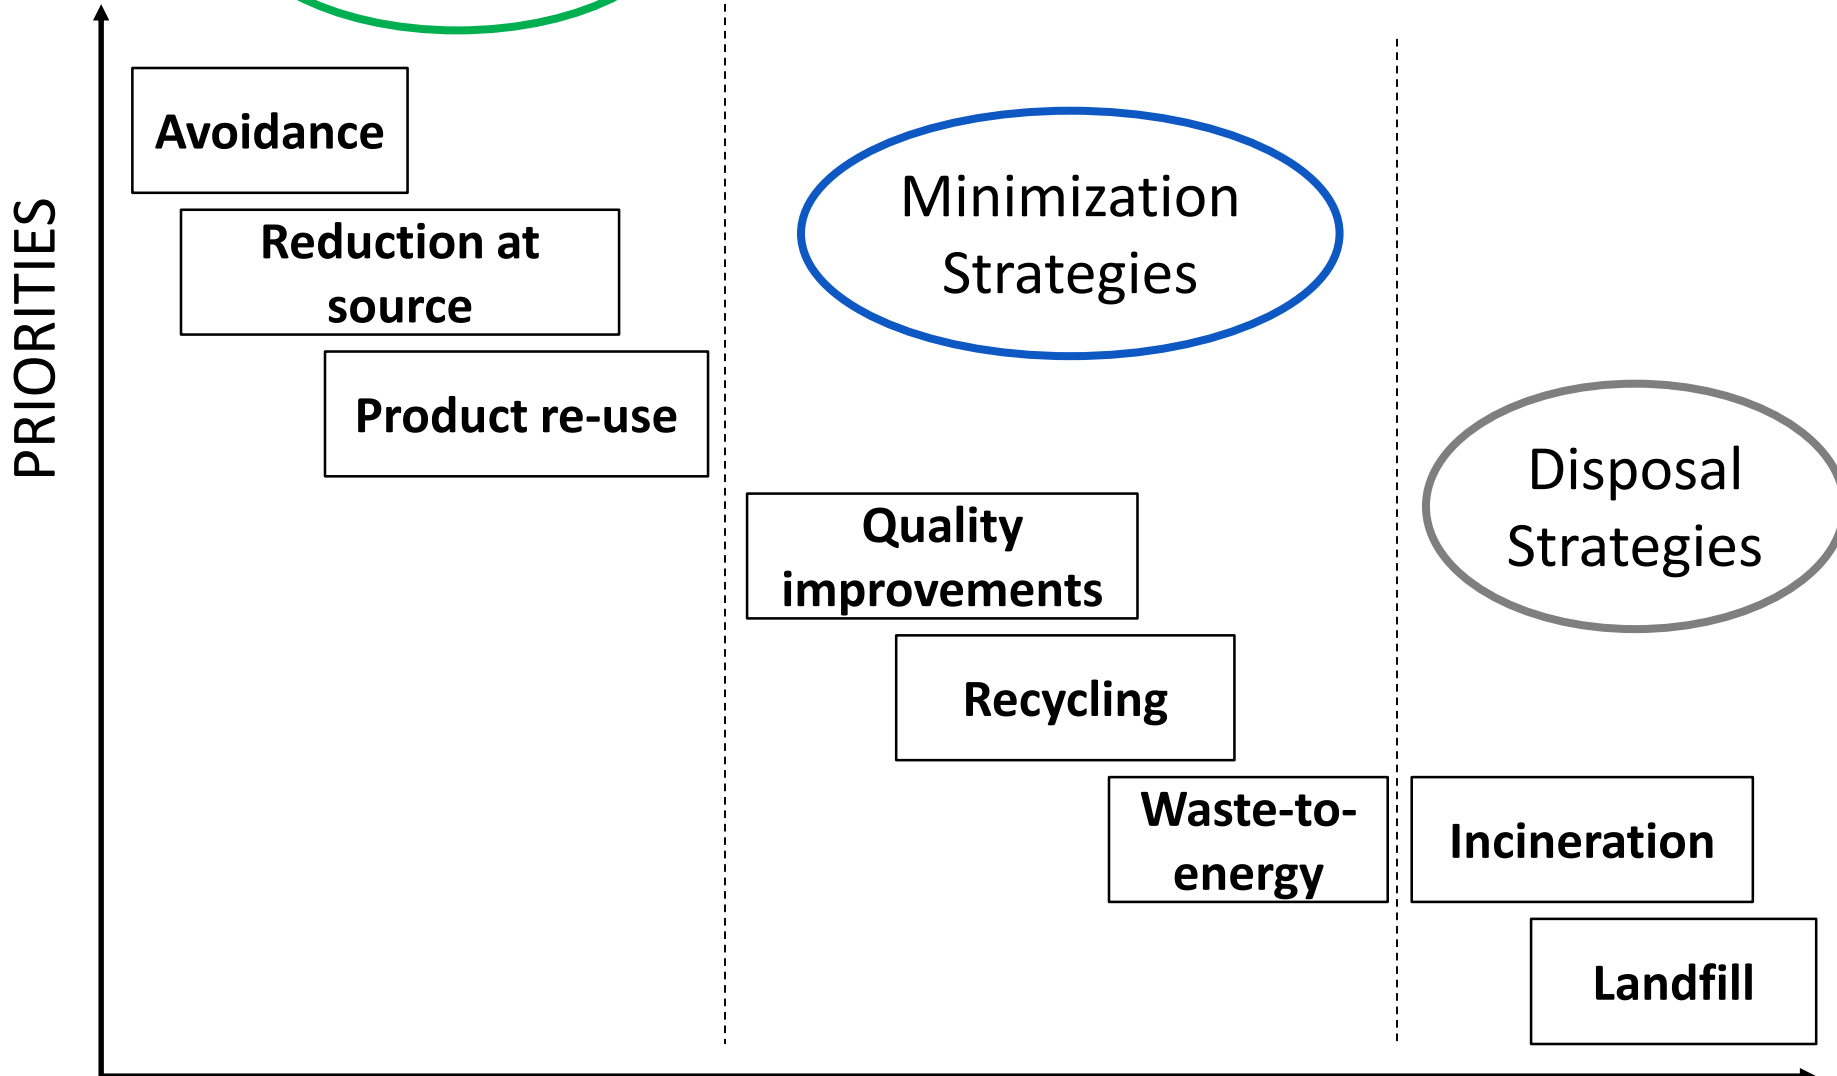 PRIORITIES
Avoidance
Reduction at
source
Product re-use
Minimization
Strategies
Quality
improvements
Recycling
Waste-to-
energy
Disposal
Strategies
Incineration
Landfill